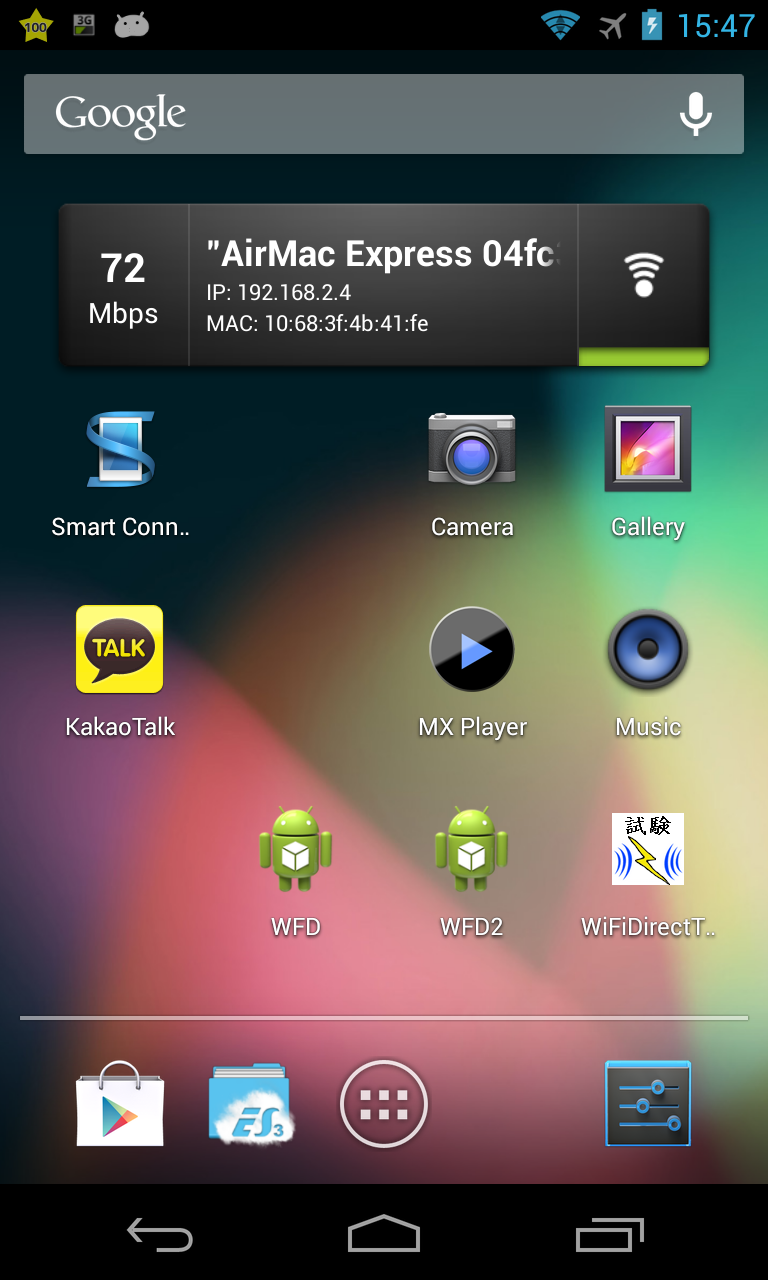 100
3G
15:47
Google
72
Mbps
"AirMac Express 04fc
IP: 192.168.2.4
MAC: 10:68:3f:4b:41:fe
Smart Conn..
Camera
Gallery
TALK
KakaoTalk
MX Player
Music
試験
WFD
WFD2
WiFiDirectT..
ES3